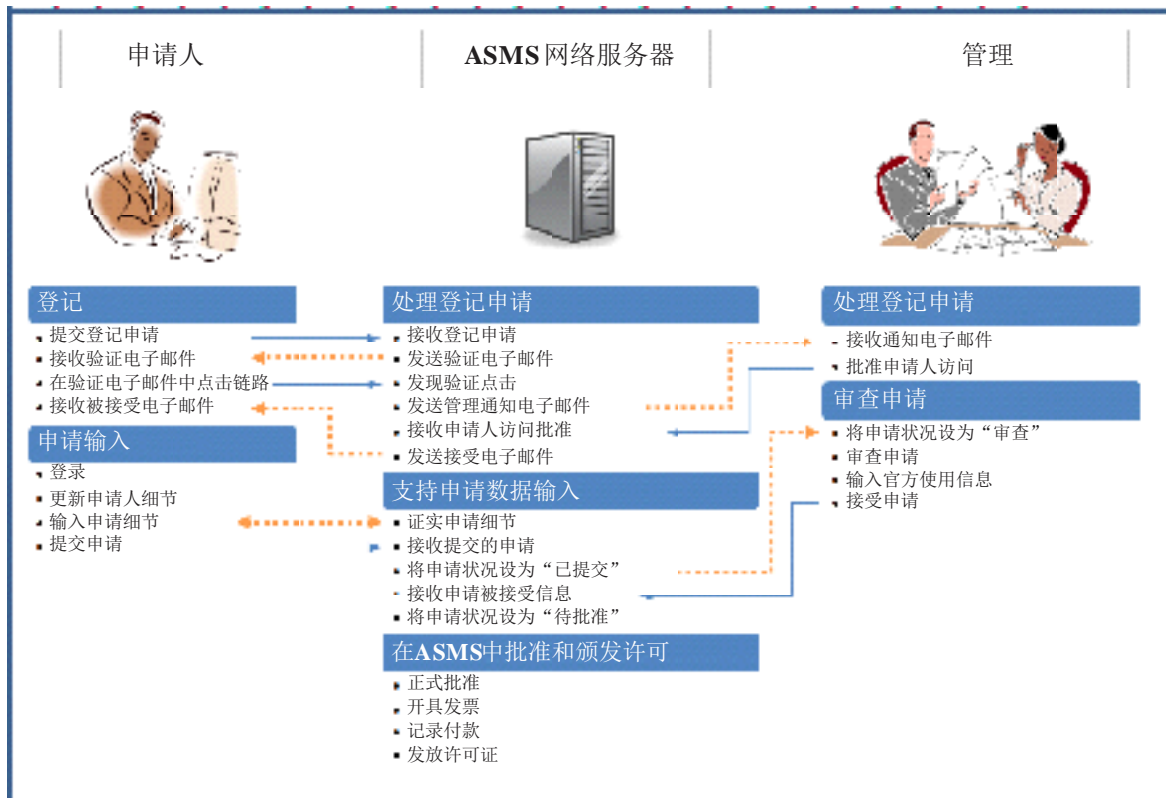 申请人
ASMS 网络服务器
管理
登记
提交登记申请
接收验证电子邮件
在验证电子邮件中点击链路
接收被接受电子邮件
申请输入
登录
更新申请人细节
输入申请细节
提交申请
处理登记申请
接收登记申请
发送验证电子邮件
发现验证点击
发送管理通知电子邮件
接收申请人访问批准
发送接受电子邮件
支持申请数据输入
证实申请细节
接收提交的申请
将申请状况设为“已提交”
接收申请被接受信息
将申请状况设为“待批准”
在ASMS中批准和颁发许可
正式批准
开具发票
记录付款
发放许可证
处理登记申请
接收通知电子邮件
批准申请人访问
审查申请
将申请状况设为“审查”
审查申请
输入官方使用信息
接受申请